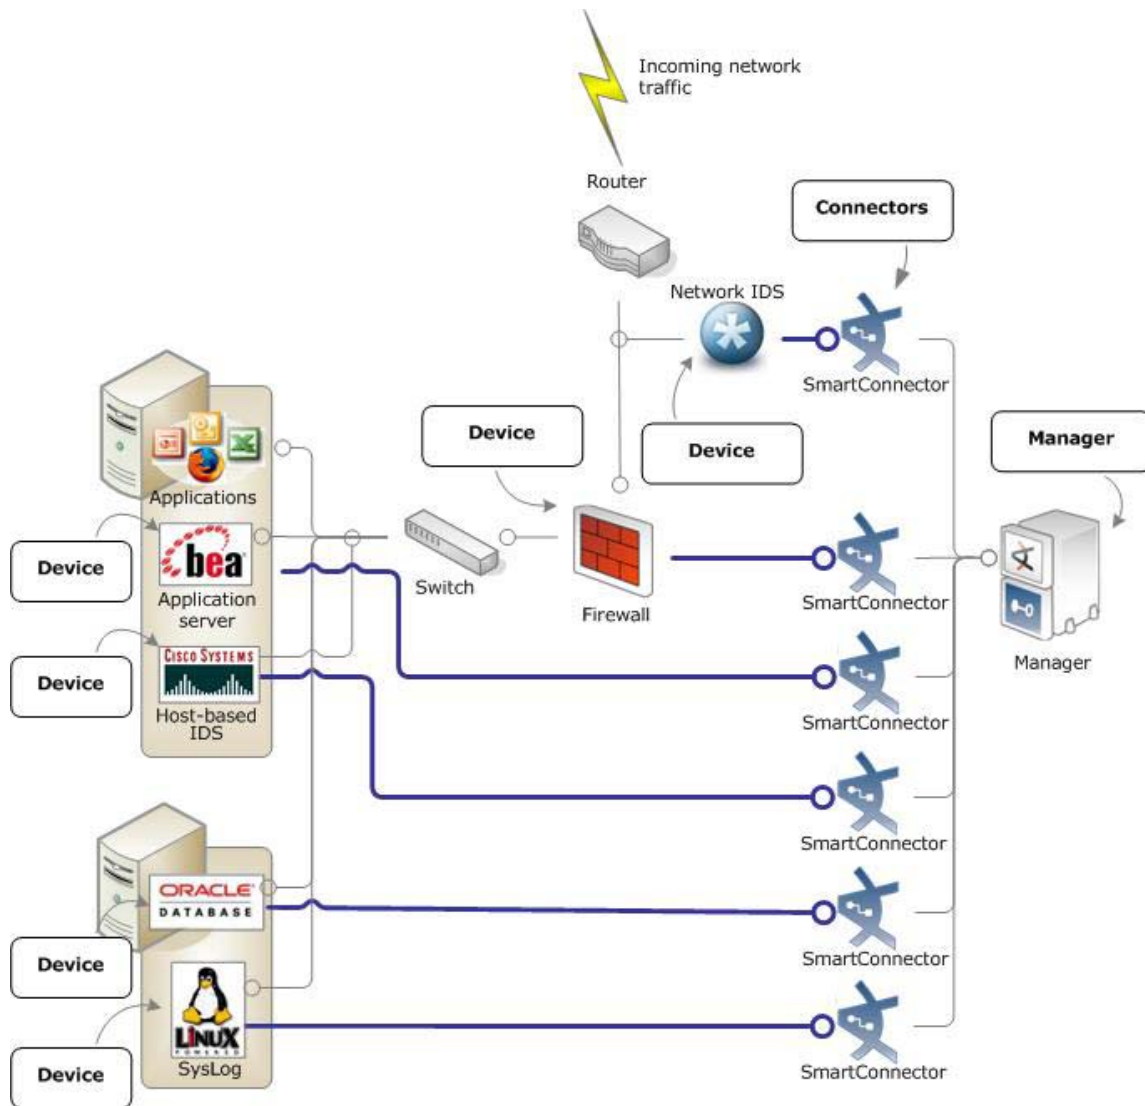 Incoming network
traffic
Router
Connectors
Network IDS
SmartConnector
Device
Device
Manager
Applications
Device
bea
Application
server
Switch
Firewall
SmartConnector
Device
CISCO SYSTEMS
Host-based
IDS
SmartConnector
Manager
SmartConnector
ORACLE
DATABASE
Device
SmartConnector
LINUX
POWERED
Device
SysLog
SmartConnector